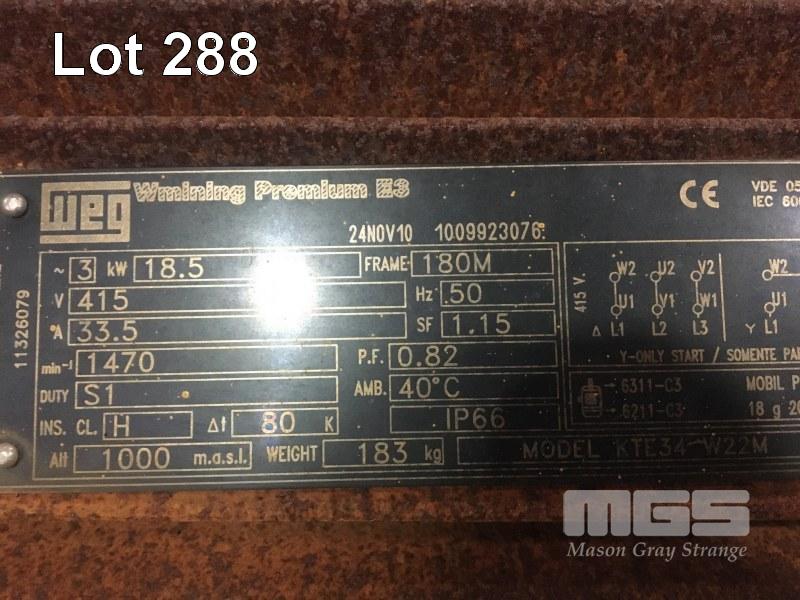 Lot 288
Weg Wmining Premium E3
CE VDE 05
IEC 60
24NOV10 1009923076
11326079
~ 3 kW 18.5 FRAME 180M
V 415 Hz 50
A 33.5 SF 1.15
min⁻¹ 1470 P.F. 0.82
DUTY S1 AMB. 40°C
INS. CL. H Δt 80 K IP66
Alt 1000 m.a.s.l. WEIGHT 183 kg MODEL KTE34-W22M
415 V.
W2 U2 V2 W2
U1 V1 W1 U1
Δ L1 L2 L3 Y L1
Y-ONLY START / SOMENTE PA
6311-C3 MOBIL P
6211-C3 18 g 20
MGS
Mason Gray Strange